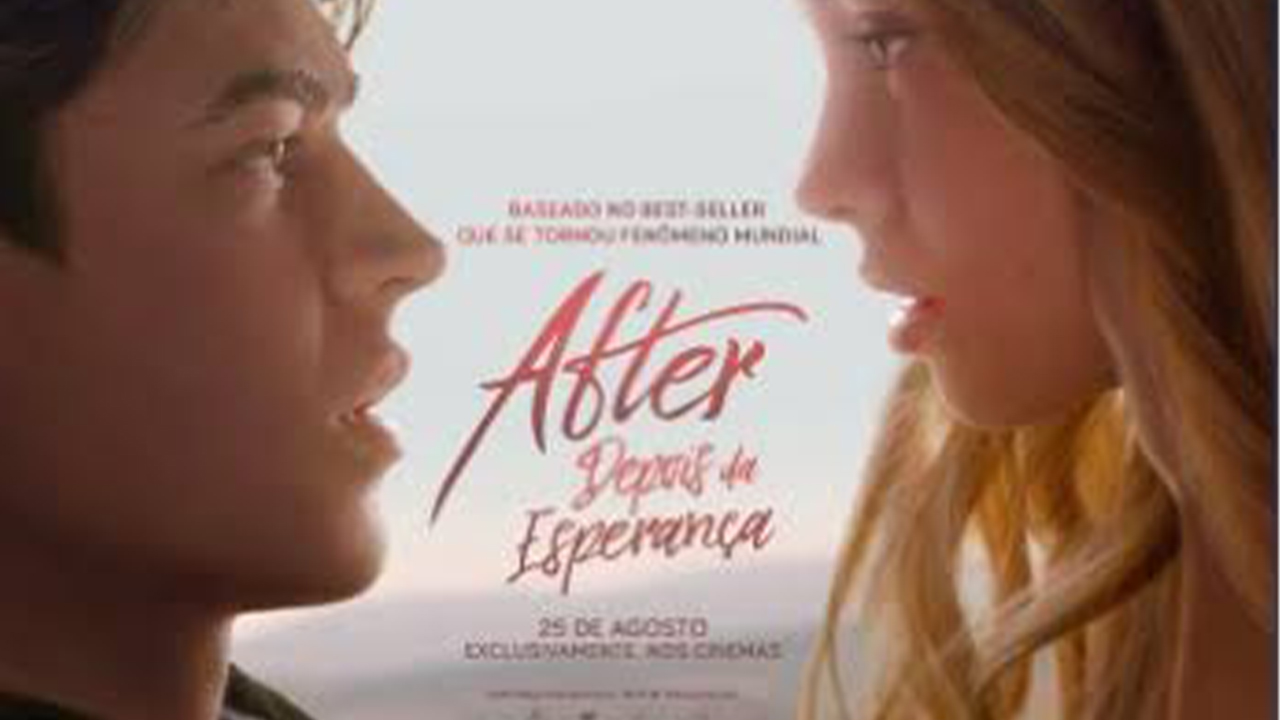 BASEADO NO BEST-SELLER
QUE SE TORNOU FENÔMENO MUNDIAL
After
Depois da
Esperança
25 DE AGOSTO
EXCLUSIVAMENTE NOS CINEMAS